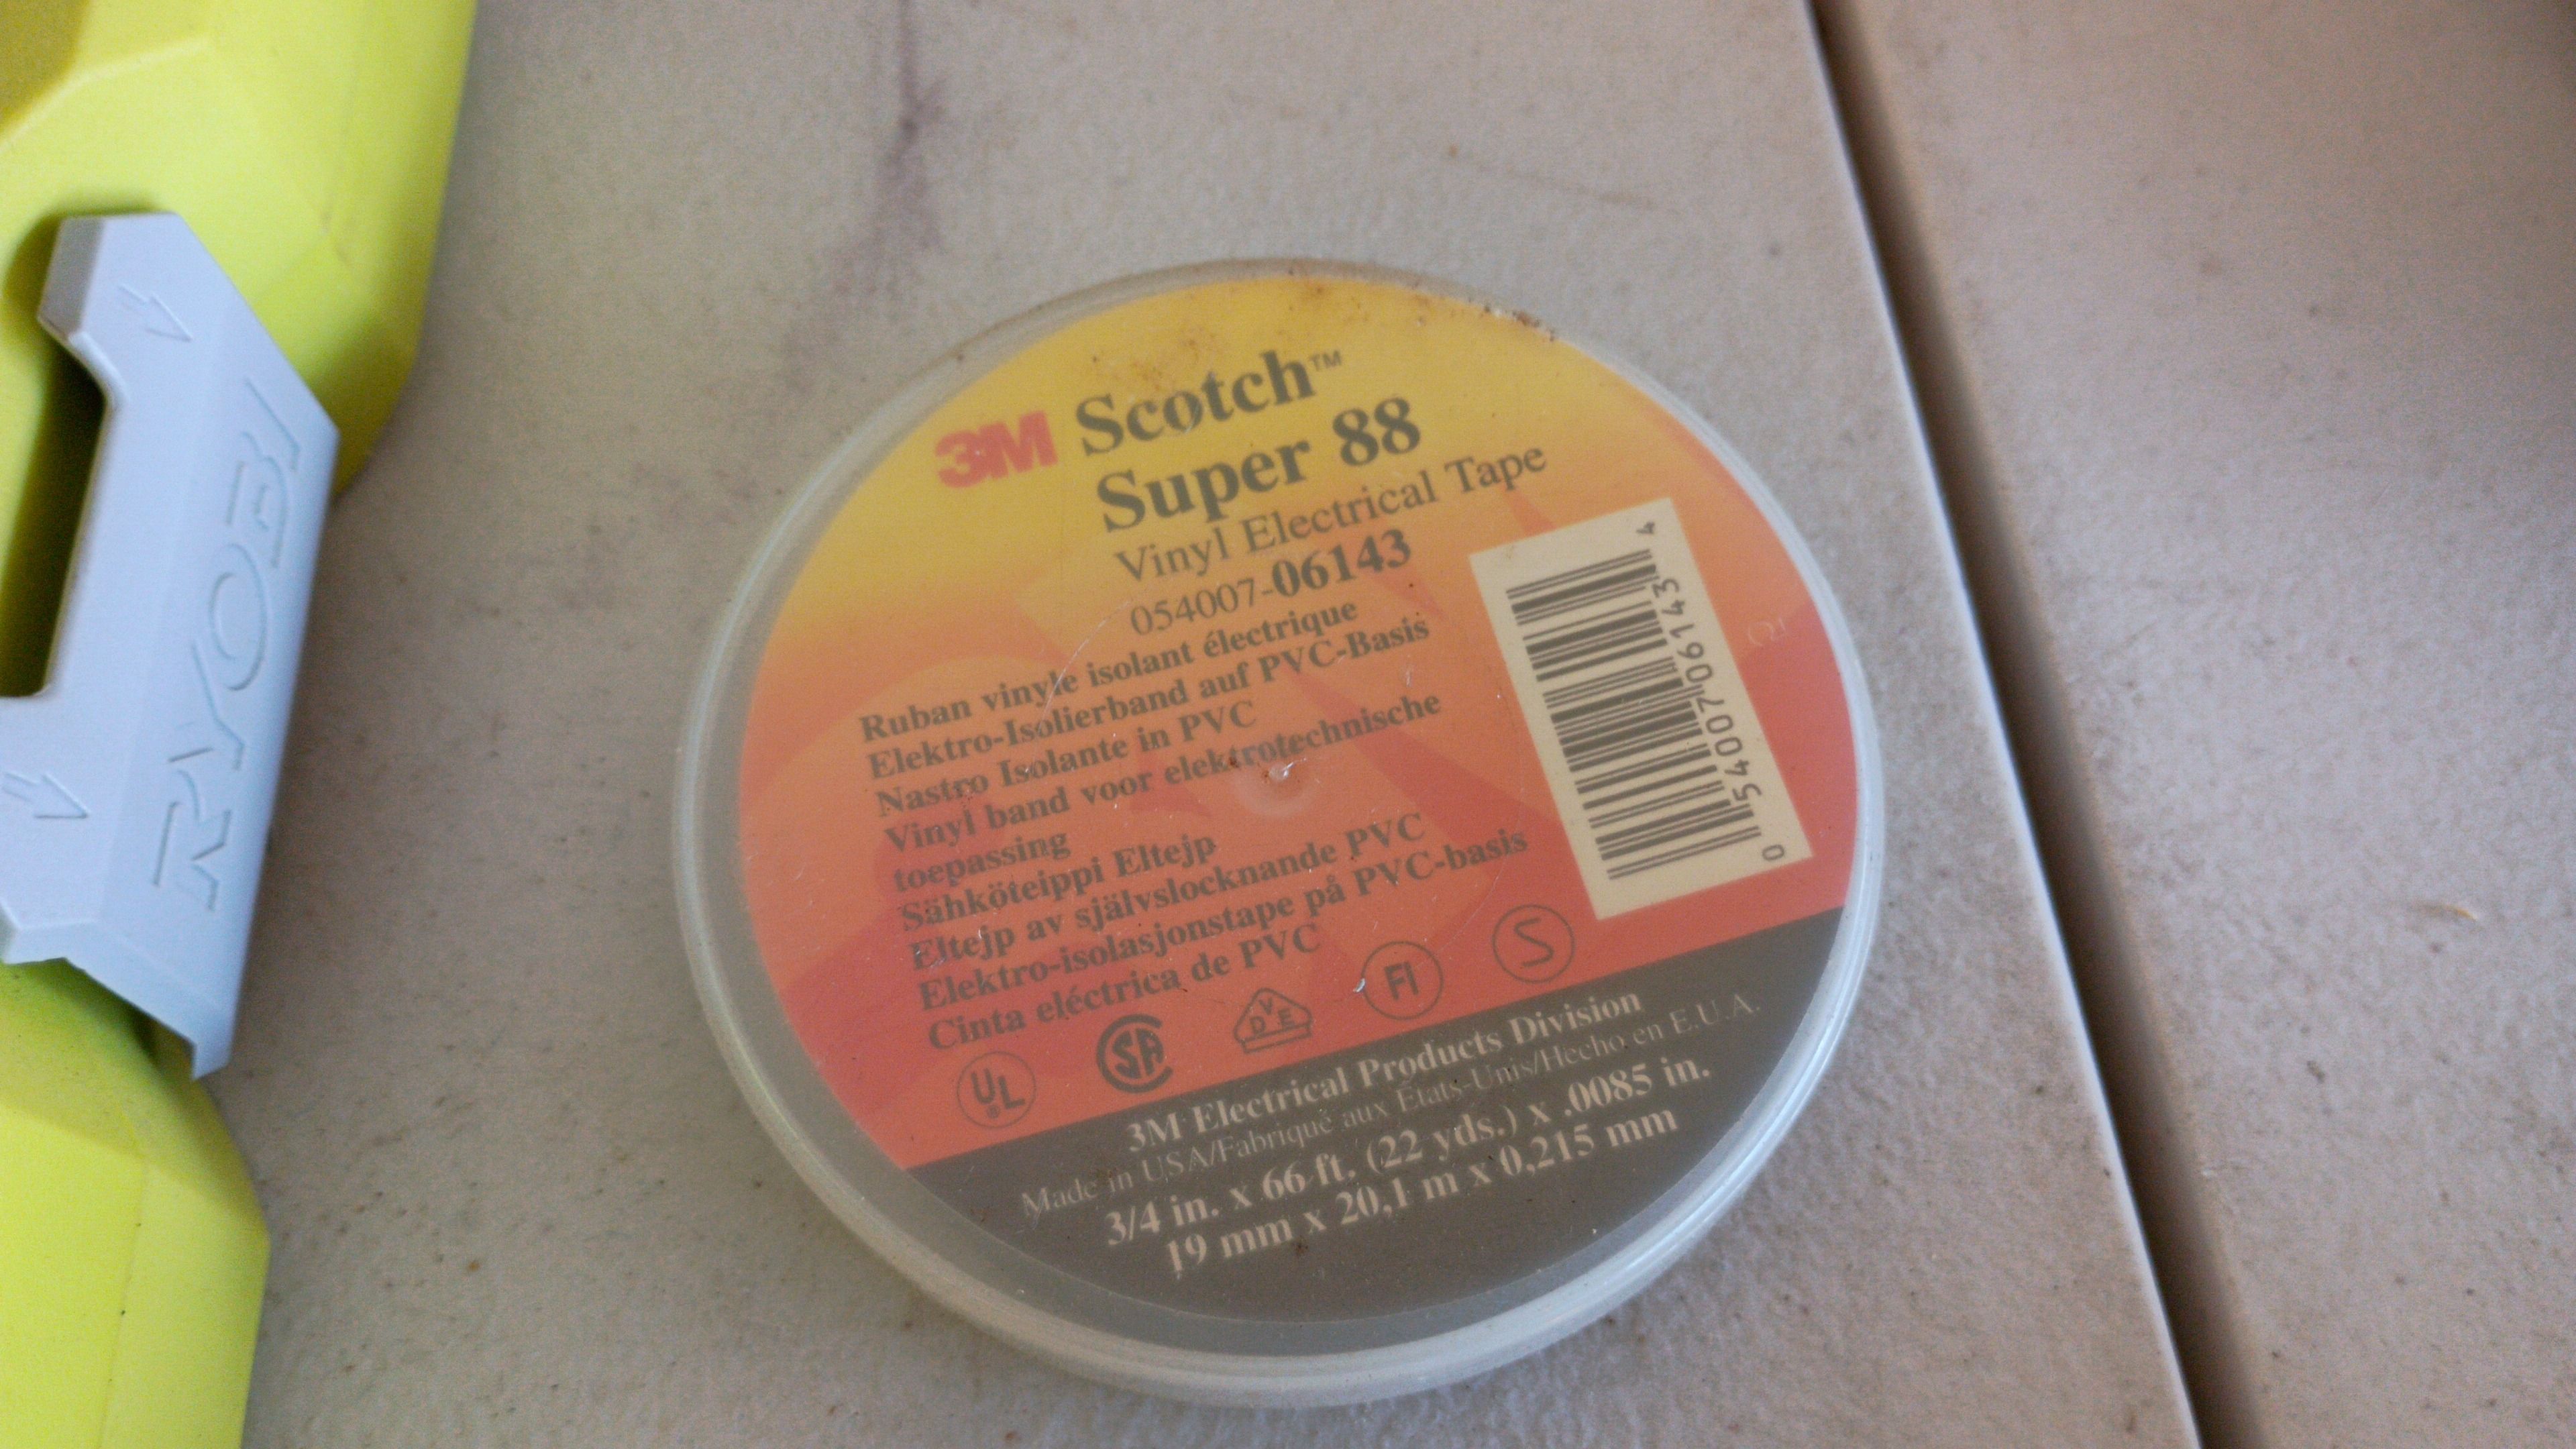 RYOBI
3M Scotch™
Super 88
Vinyl Electrical Tape
054007-06143
Ruban vinyle isolant électrique
Elektro-Isolierband auf PVC-Basis
Nastro Isolante in PVC
Vinyl band voor elektrotechnische
toepassing
Sähköteippi Eltejp
Eltejp av självslocknande PVC
Elektro-isolasjonstape på PVC-basis
Cinta eléctrica de PVC
0 54007 06143 4
UL SA VDE FI S
3M Electrical Products Division
Made in USA/Fabriqué aux États-Unis/Hecho en E.U.A.
3/4 in. x 66 ft. (22 yds.) x .0085 in.
19 mm x 20,1 m x 0,215 mm